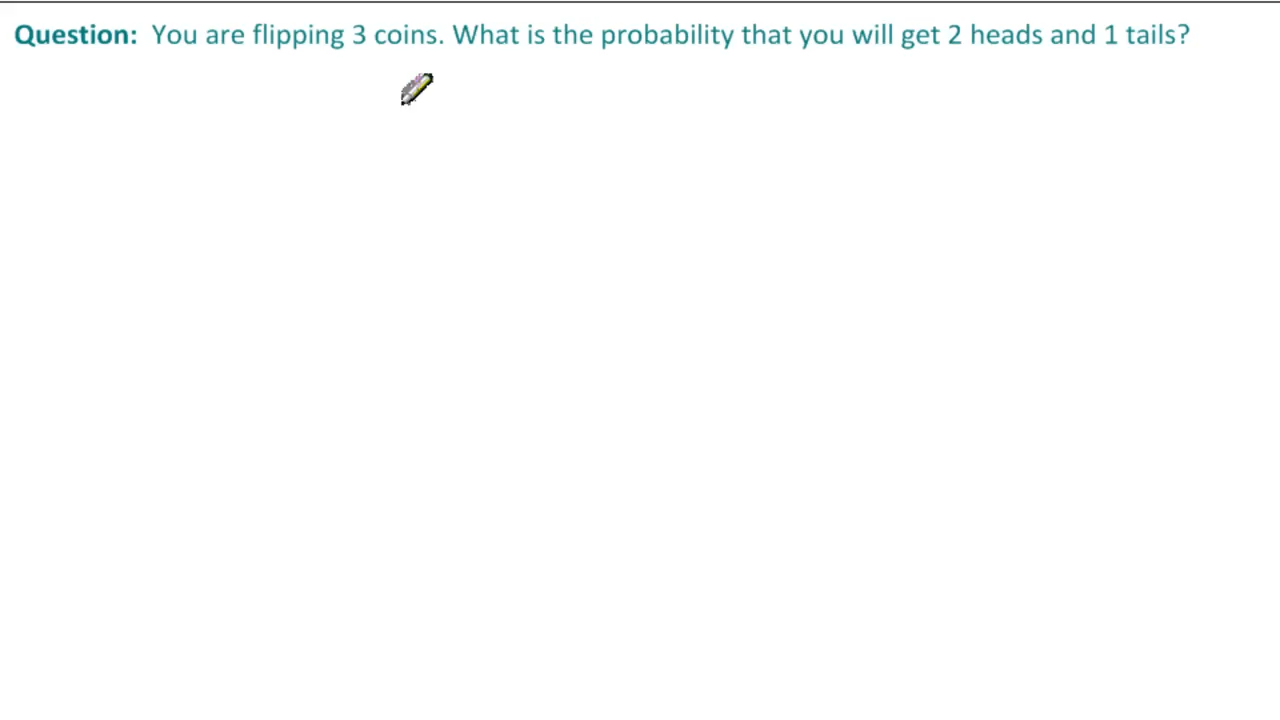 Question: You are flipping 3 coins. What is the probability that you will get 2 heads and 1 tails?